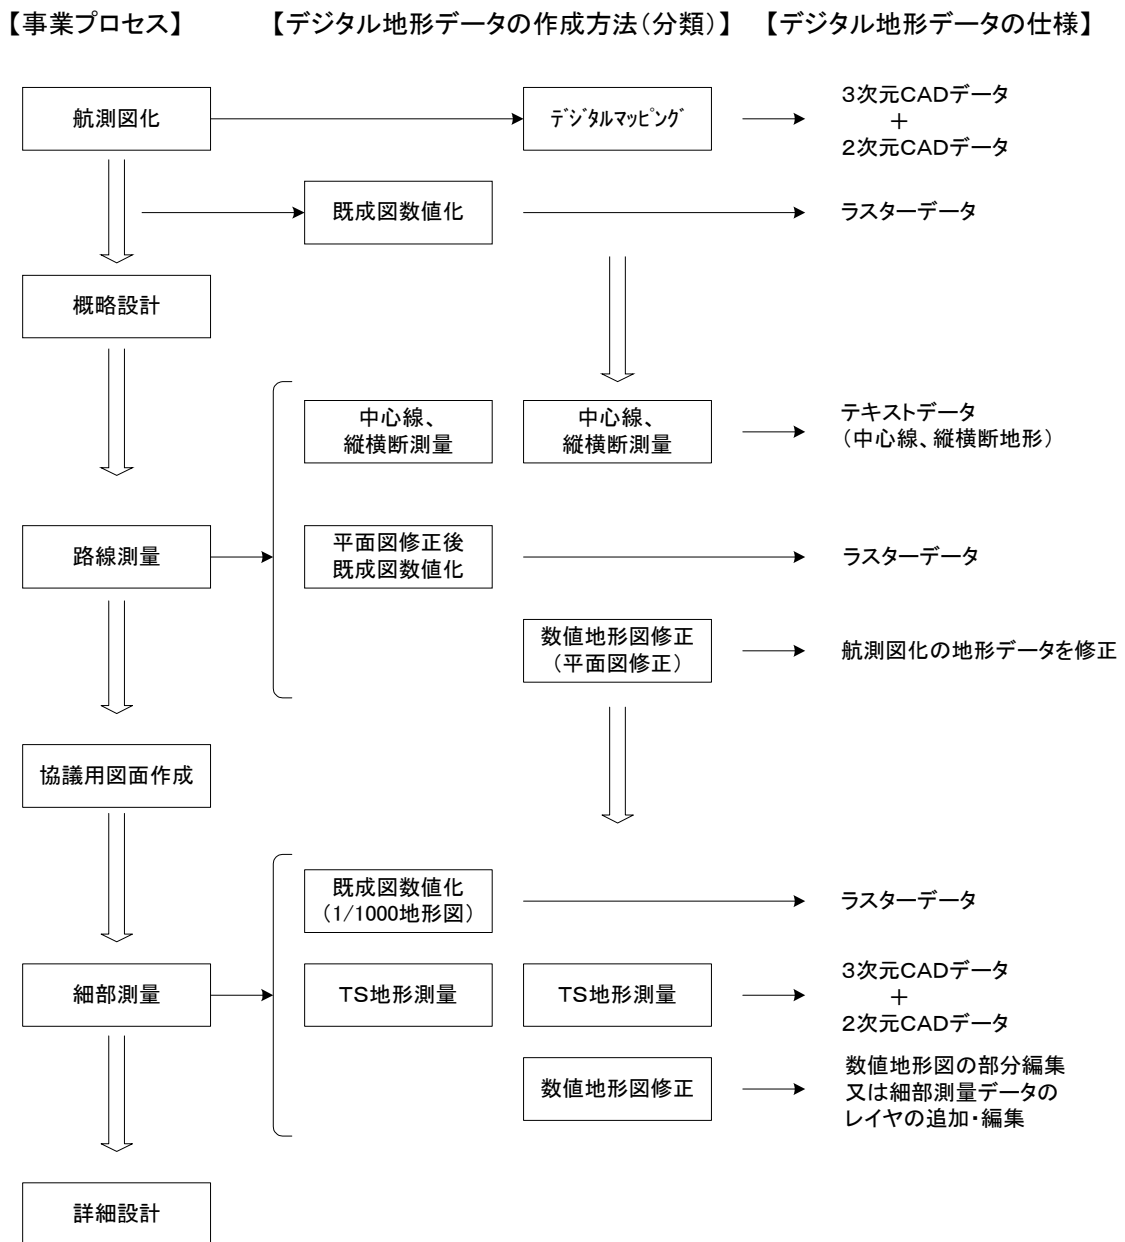 【事業プロセス】
【デジタル地形データの作成方法（分類）】
【デジタル地形データの仕様】
航測図化
ﾃﾞｼﾞﾀﾙﾏｯﾋﾟﾝｸﾞ
３次元ＣＡＤデータ
＋
２次元ＣＡＤデータ
既成図数値化
ラスターデータ
概略設計
中心線、
縦横断測量
中心線、
縦横断測量
テキストデータ
（中心線、縦横断地形）
路線測量
平面図修正後
既成図数値化
ラスターデータ
数値地形図修正
（平面図修正）
航測図化の地形データを修正
協議用図面作成
既成図数値化
（1/1000地形図）
ラスターデータ
細部測量
ＴＳ地形測量
ＴＳ地形測量
３次元ＣＡＤデータ
＋
２次元ＣＡＤデータ
数値地形図修正
数値地形図の部分編集
又は細部測量データの
レイヤの追加・編集
詳細設計